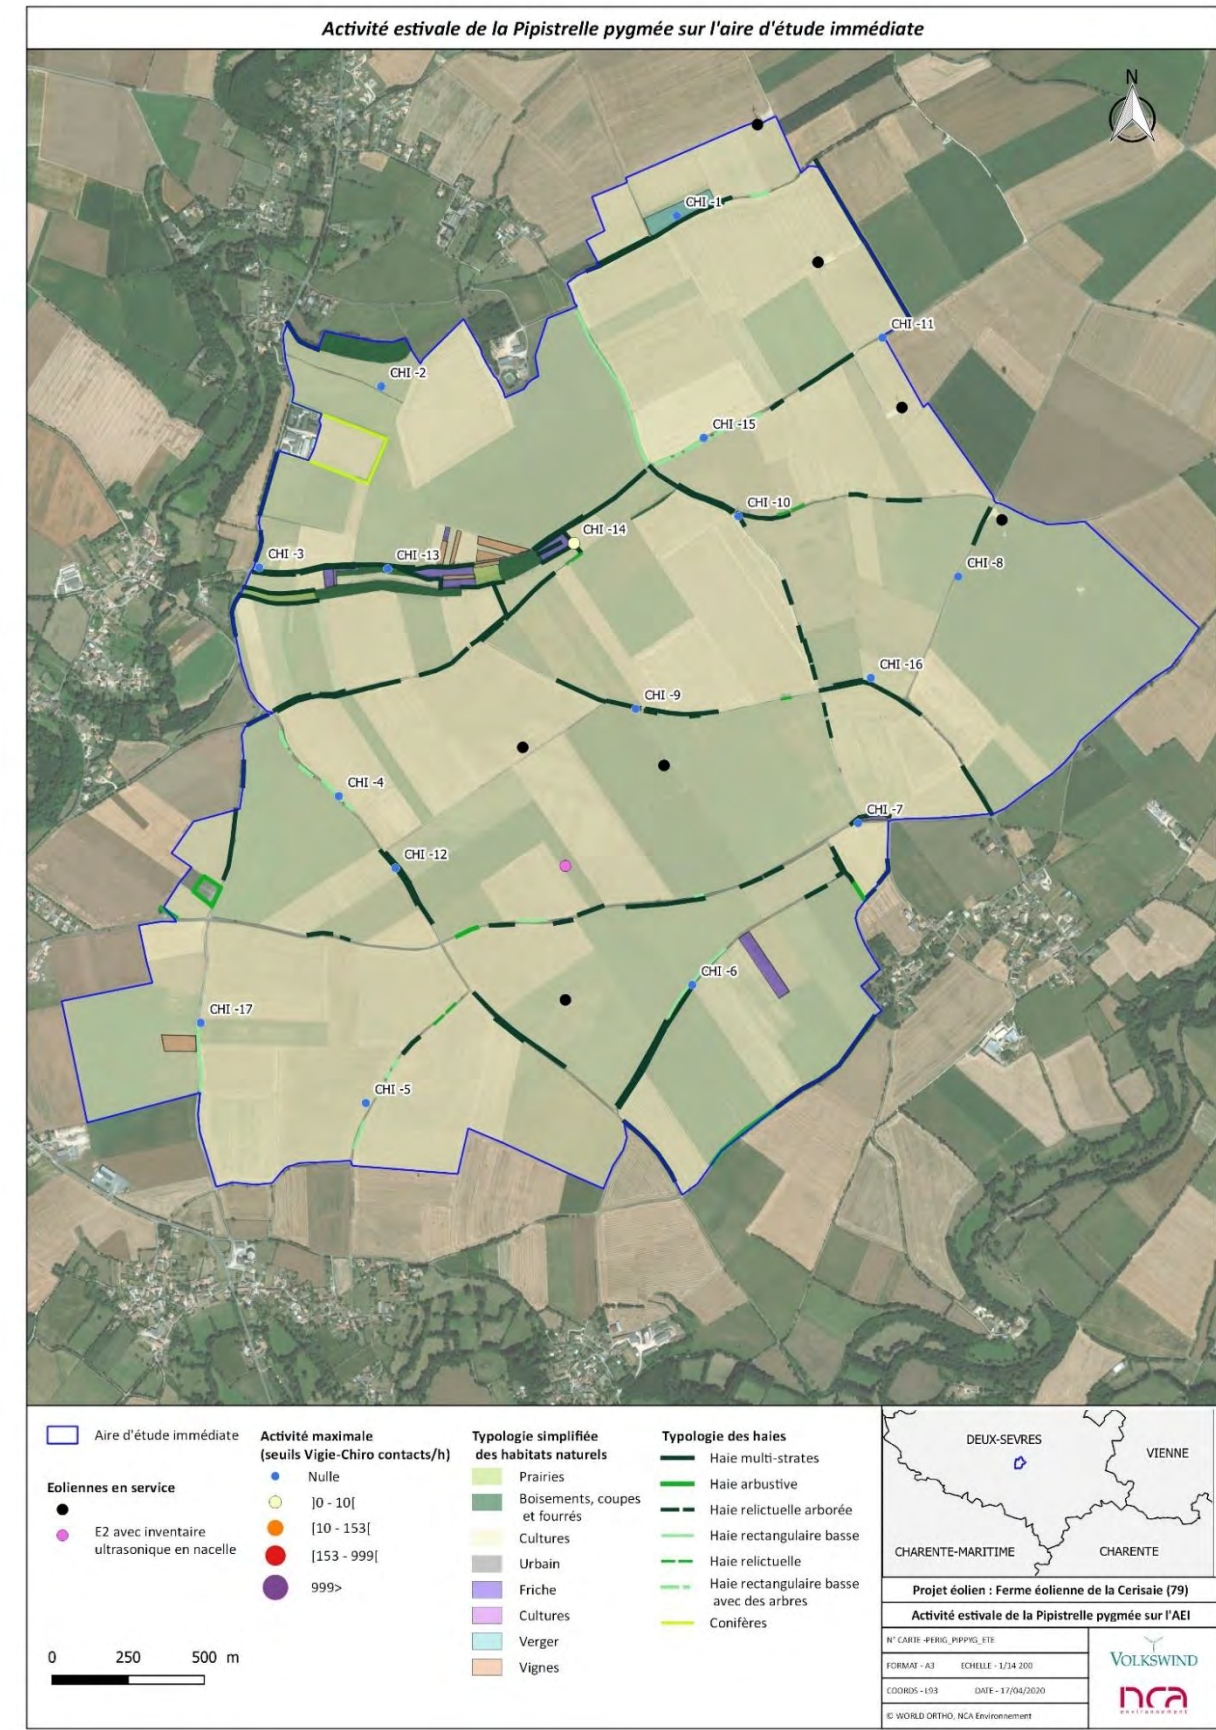 Activité estivale de la Pipistrelle pygmée sur l'aire d'étude immédiate
N
CHI -1
CHI -11
CHI -2
CHI -15
CHI -10
CHI -14
CHI -3
CHI -13
CHI -8
CHI -16
CHI -9
CHI -4
CHI -7
CHI -12
CHI -6
CHI -17
CHI -5
Aire d'étude immédiate
Eoliennes en service
E2 avec inventaire
ultrasonique en nacelle
0 250 500 m
Activité maximale
(seuils Vigie-Chiro contacts/h)
Nulle
]0 - 10[
[10 - 153[
[153 - 999[
999>
Typologie simplifiée
des habitats naturels
Prairies
Boisements, coupes
et fourrés
Cultures
Urbain
Friche
Cultures
Verger
Vignes
Typologie des haies
Haie multi-strates
Haie arbustive
Haie relictuelle arborée
Haie rectangulaire basse
Haie relictuelle
Haie rectangulaire basse
avec des arbres
Conifères
DEUX-SEVRES
VIENNE
CHARENTE-MARITIME
CHARENTE
Projet éolien : Ferme éolienne de la Cerisaie (79)
Activité estivale de la Pipistrelle pygmée sur l'AEI
N° CARTE -PERIG_PIPPYG_ETE
FORMAT - A3 ECHELLE - 1/14 200
COORDS - L93 DATE - 17/04/2020
© WORLD ORTHO, NCA Environnement
VOLKSWIND
nca
environnement